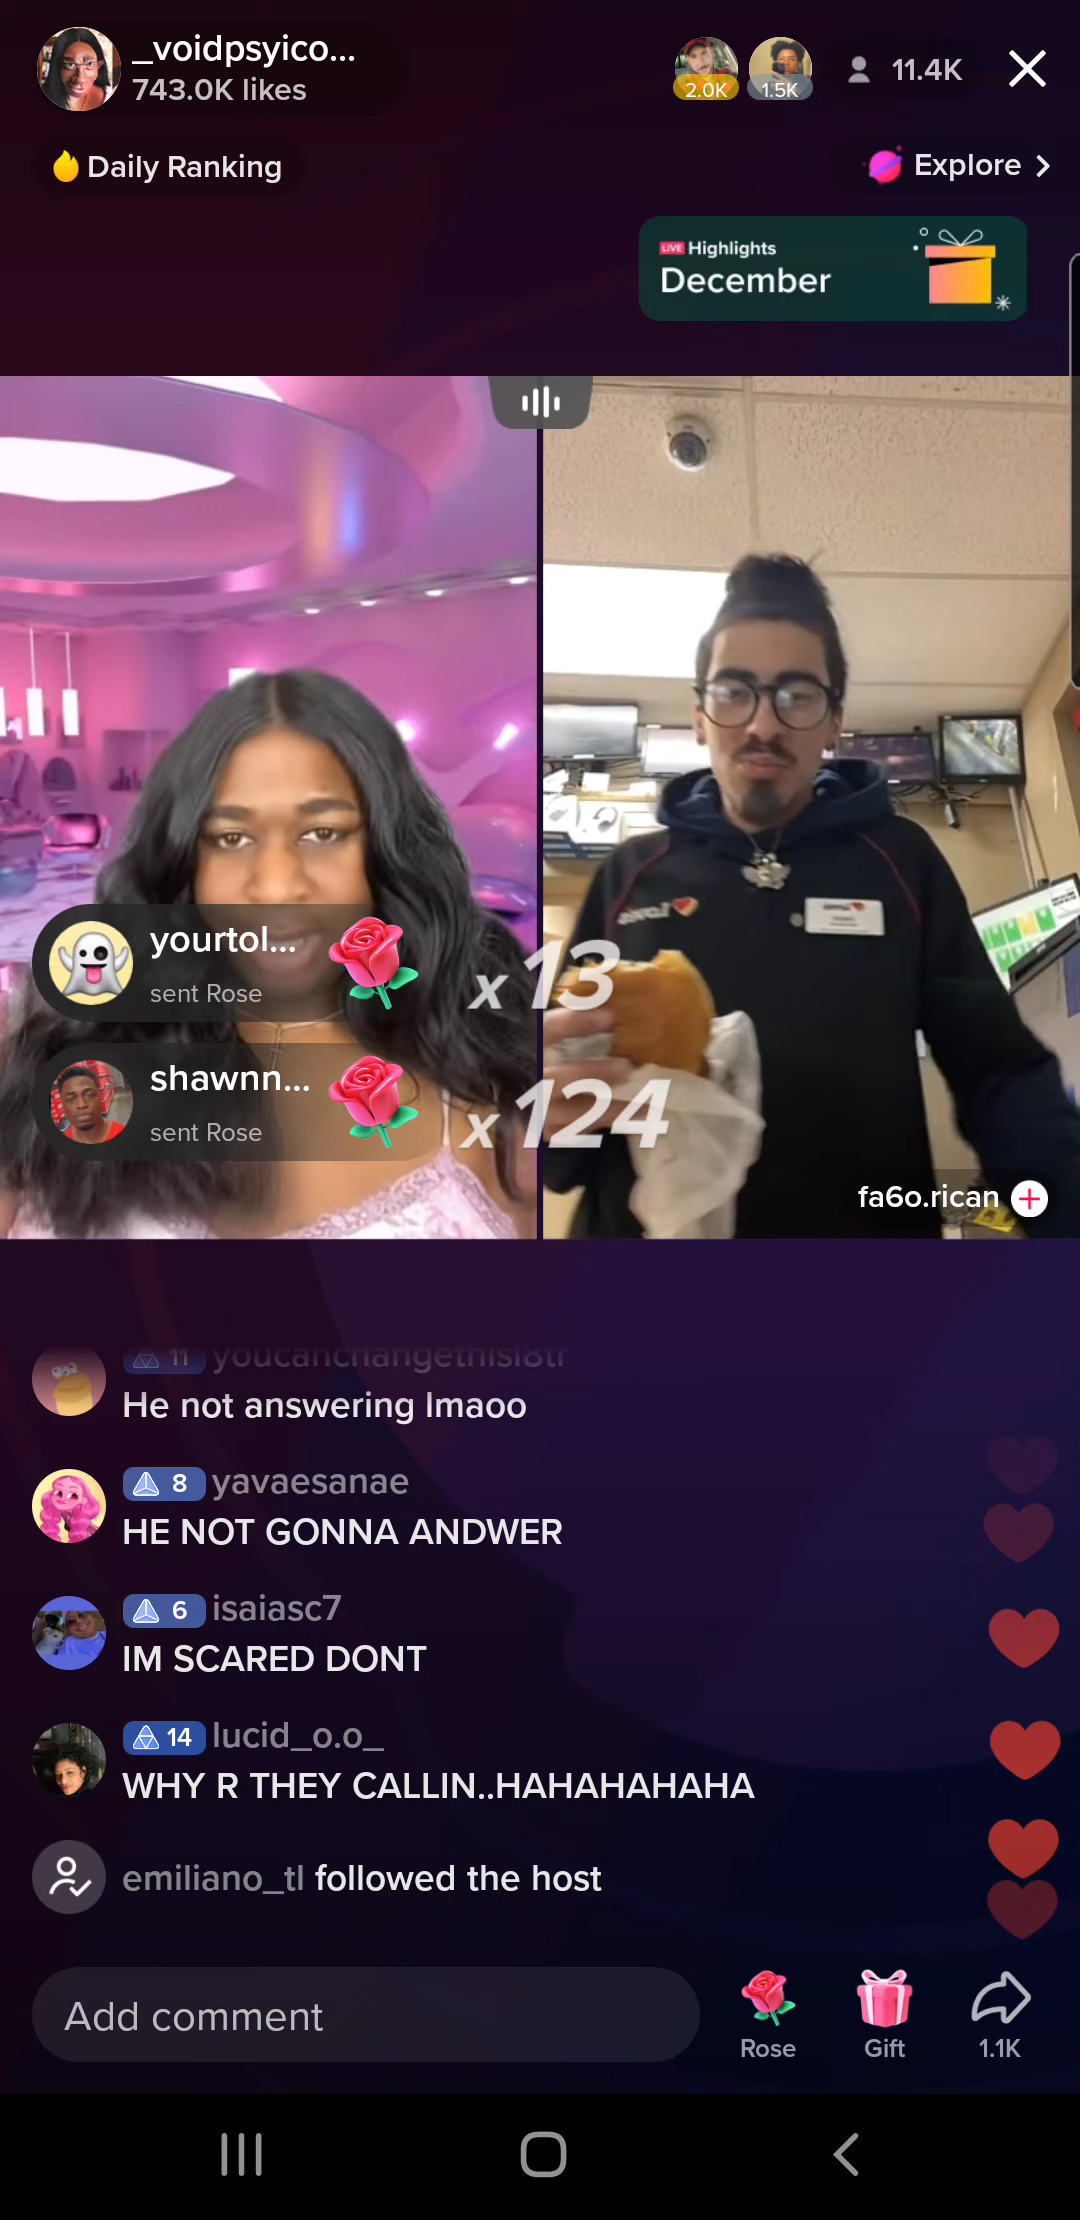 _voidpsyico...
743.0K likes
2.0K
1.5K
11.4K
Daily Ranking
Explore
LIVE Highlights
December
yourtol...
sent Rose
x13
shawnn...
sent Rose
x124
fa6o.rican
11 youcanchangethisl8tr
He not answering lmaoo
8 yavaesanae
HE NOT GONNA ANDWER
6 isaiasc7
IM SCARED DONT
14 lucid_o.o_
WHY R THEY CALLIN..HAHAHAHAHA
emiliano_tl followed the host
Add comment
Rose
Gift
1.1K